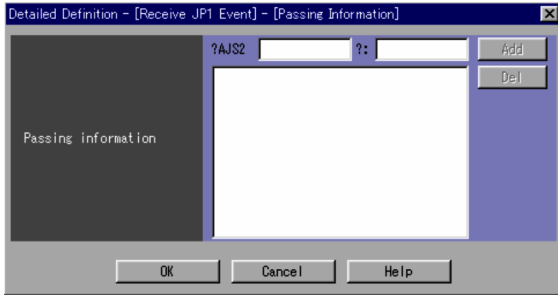 Detailed Definition - [Receive JP1 Event] - [Passing Information]
?AJS2 ?: Add
Del
Passing information
OK Cancel Help